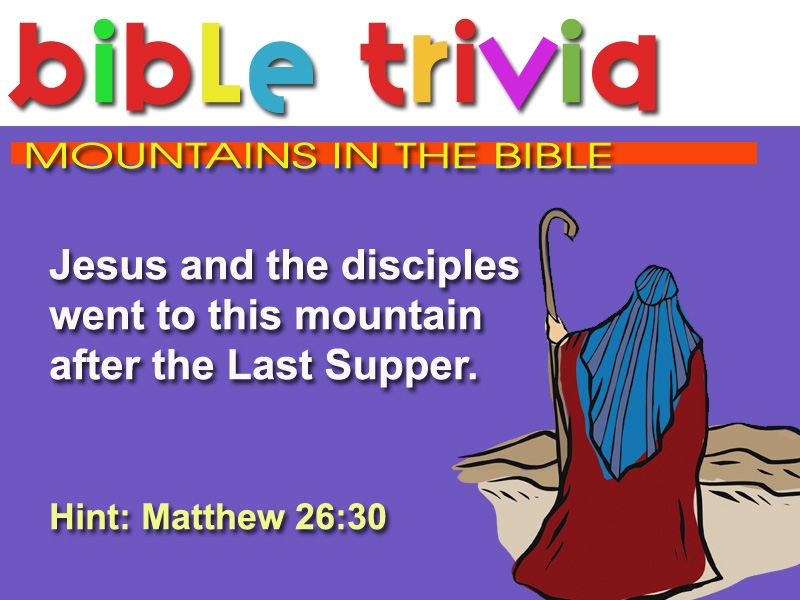 bible trivia
MOUNTAINS IN THE BIBLE
Jesus and the disciples
went to this mountain
after the Last Supper.
Hint: Matthew 26:30